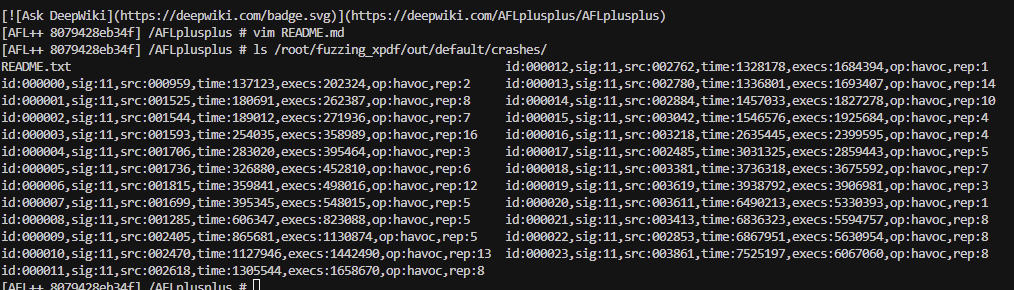 [![Ask DeepWiki](https://deepwiki.com/badge.svg)](https://deepwiki.com/AFLplusplus/AFLplusplus)
[AFL++ 8079428eb34f] /AFLplusplus # vim README.md
[AFL++ 8079428eb34f] /AFLplusplus # ls /root/fuzzing_xpdf/out/default/crashes/
README.txt id:000012,sig:11,src:002762,time:1328178,execs:1684394,op:havoc,rep:1
id:000000,sig:11,src:000959,time:137123,execs:202324,op:havoc,rep:2 id:000013,sig:11,src:002780,time:1336801,execs:1693407,op:havoc,rep:14
id:000001,sig:11,src:001525,time:180691,execs:262387,op:havoc,rep:8 id:000014,sig:11,src:002884,time:1457033,execs:1827278,op:havoc,rep:10
id:000002,sig:11,src:001544,time:189012,execs:271936,op:havoc,rep:7 id:000015,sig:11,src:003042,time:1546576,execs:1925684,op:havoc,rep:4
id:000003,sig:11,src:001593,time:254035,execs:358989,op:havoc,rep:16 id:000016,sig:11,src:003218,time:2635445,execs:2399595,op:havoc,rep:4
id:000004,sig:11,src:001706,time:283020,execs:395464,op:havoc,rep:3 id:000017,sig:11,src:002485,time:3031325,execs:2859443,op:havoc,rep:5
id:000005,sig:11,src:001736,time:326880,execs:452810,op:havoc,rep:6 id:000018,sig:11,src:003381,time:3736318,execs:3675592,op:havoc,rep:7
id:000006,sig:11,src:001815,time:359841,execs:498016,op:havoc,rep:12 id:000019,sig:11,src:003619,time:3938792,execs:3906981,op:havoc,rep:3
id:000007,sig:11,src:001699,time:395345,execs:548015,op:havoc,rep:5 id:000020,sig:11,src:003611,time:6490213,execs:5330393,op:havoc,rep:1
id:000008,sig:11,src:001285,time:606347,execs:823088,op:havoc,rep:5 id:000021,sig:11,src:003413,time:6836323,execs:5594757,op:havoc,rep:8
id:000009,sig:11,src:002405,time:865681,execs:1130874,op:havoc,rep:5 id:000022,sig:11,src:002853,time:6867951,execs:5630954,op:havoc,rep:8
id:000010,sig:11,src:002470,time:1127946,execs:1442490,op:havoc,rep:13 id:000023,sig:11,src:003861,time:7525197,execs:6067060,op:havoc,rep:8
id:000011,sig:11,src:002618,time:1305544,execs:1658670,op:havoc,rep:8
[AFL++ 8079428eb34f] /AFLplusplus #